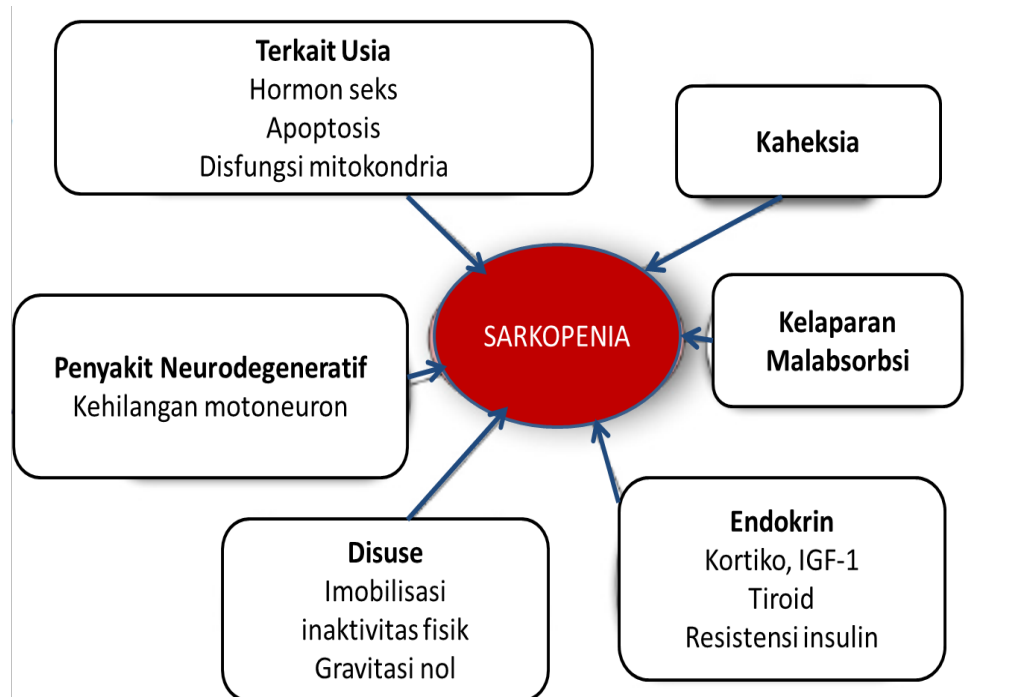 Terkait Usia
Hormon seks
Apoptosis
Disfungsi mitokondria
Kaheksia
SARKOPENIA
Kelaparan
Malabsorbsi
Penyakit Neurodegeneratif
Kehilangan motoneuron
Disuse
Imobilisasi
inaktivitas fisik
Gravitasi nol
Endokrin
Kortiko, IGF-1
Tiroid
Resistensi insulin